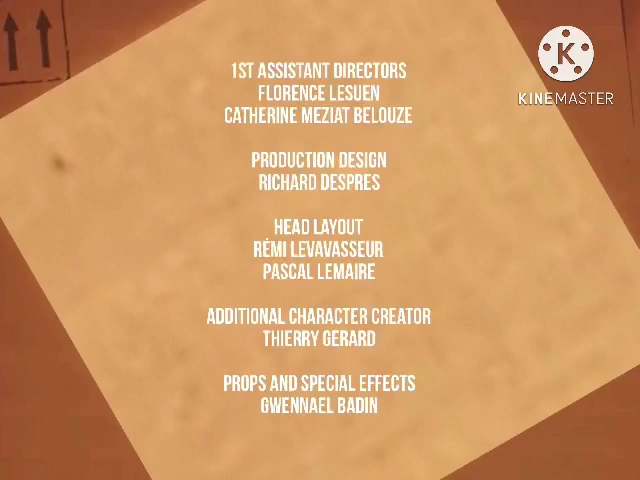 1ST ASSISTANT DIRECTORS
FLORENCE LESUEN
CATHERINE MEZIAT BELOUZE
PRODUCTION DESIGN
RICHARD DESPRES
HEAD LAYOUT
RÉMI LEVAVASSEUR
PASCAL LEMAIRE
ADDITIONAL CHARACTER CREATOR
THIERRY GERARD
PROPS AND SPECIAL EFFECTS
GWENNAEL BADIN
K
KINEMASTER